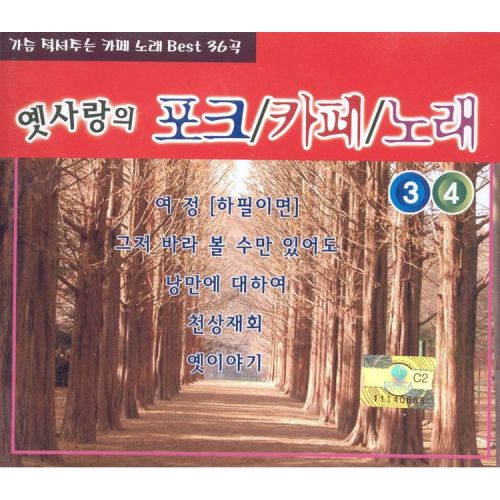 가슴 적셔주는 카페 노래 Best 36곡
옛사랑의 포크/카페/노래
3 4
여 정 [하필이면]
그저 바라 볼 수만 있어도
낭만에 대하여
천상재회
옛이야기
C2